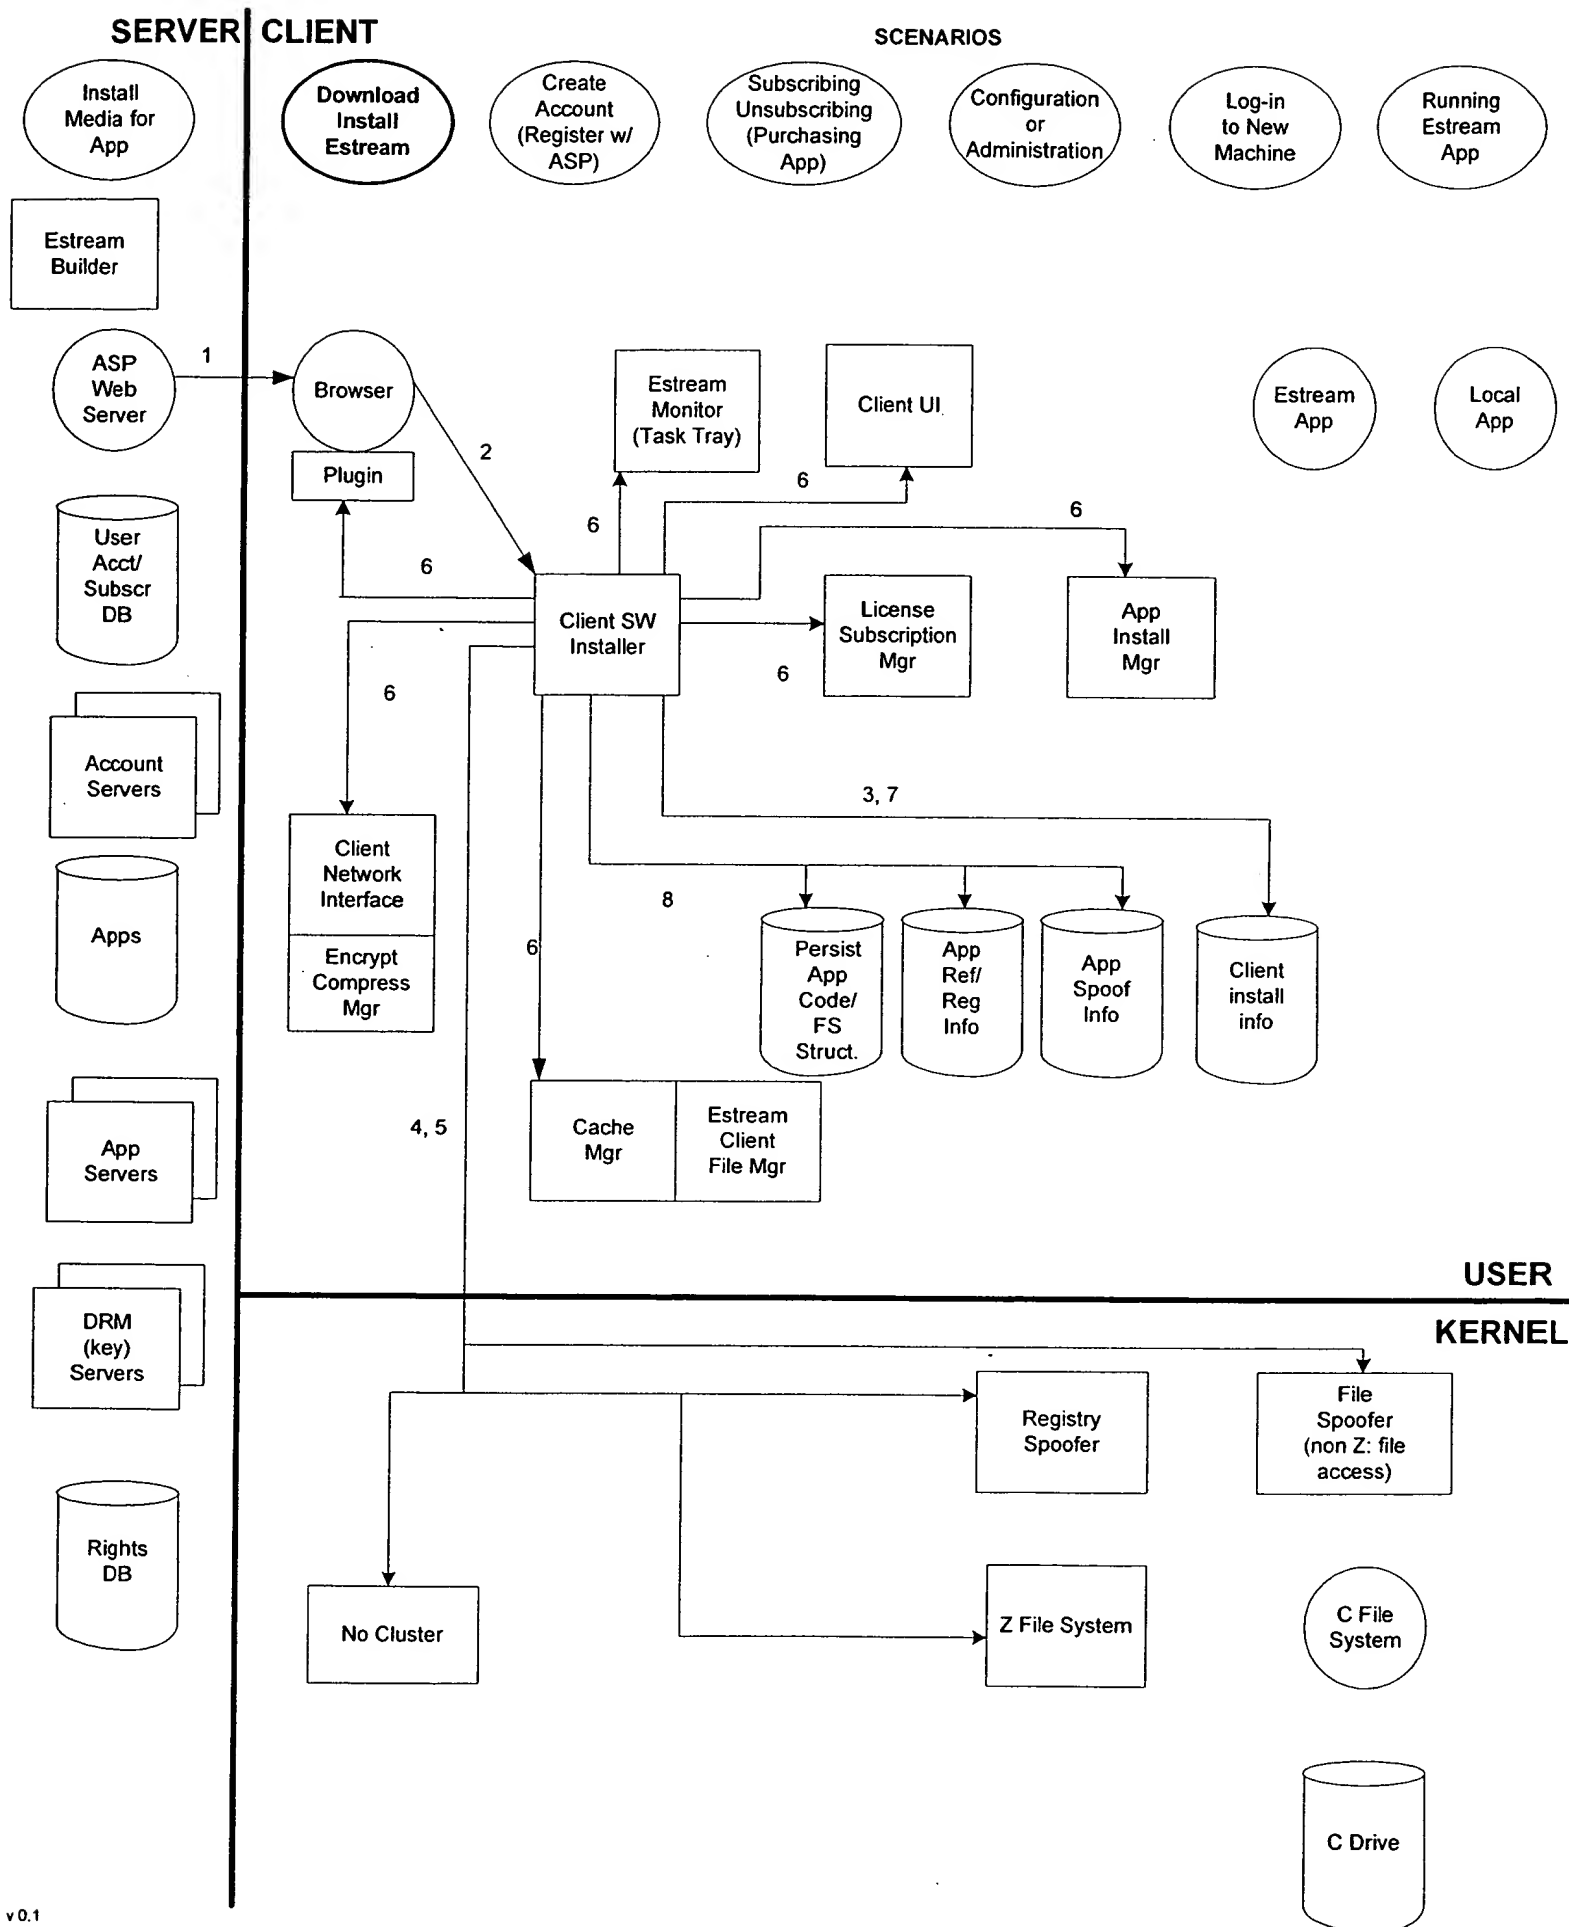 SERVER CLIENT
SCENARIOS
Install
Media for
App
Download
Install
Estream
Create
Account
(Register w/
ASP)
Subscribing
Unsubscribing
(Purchasing
App)
Configuration
or
Administration
Log-in
to New
Machine
Running
Estream
App
Estream
Builder
ASP
Web
Server
1
Browser
Plugin
2
Estream
Monitor
(Task Tray)
Client UI
Estream
App
Local
App
6
6
6
6
User
Acct/
Subscr
DB
Client SW
Installer
License
Subscription
Mgr
App
Install
Mgr
6
6
Account
Servers
3, 7
Client
Network
Interface
Encrypt
Compress
Mgr
8
6
Apps
Persist
App
Code/
FS
Struct.
App
Ref/
Reg
Info
App
Spoof
Info
Client
install
info
4, 5
Cache
Mgr
Estream
Client
File Mgr
App
Servers
USER
KERNEL
DRM
(key)
Servers
Registry
Spoofer
File
Spoofer
(non Z: file
access)
Rights
DB
No Cluster
Z File System
C File
System
C Drive
v 0.1